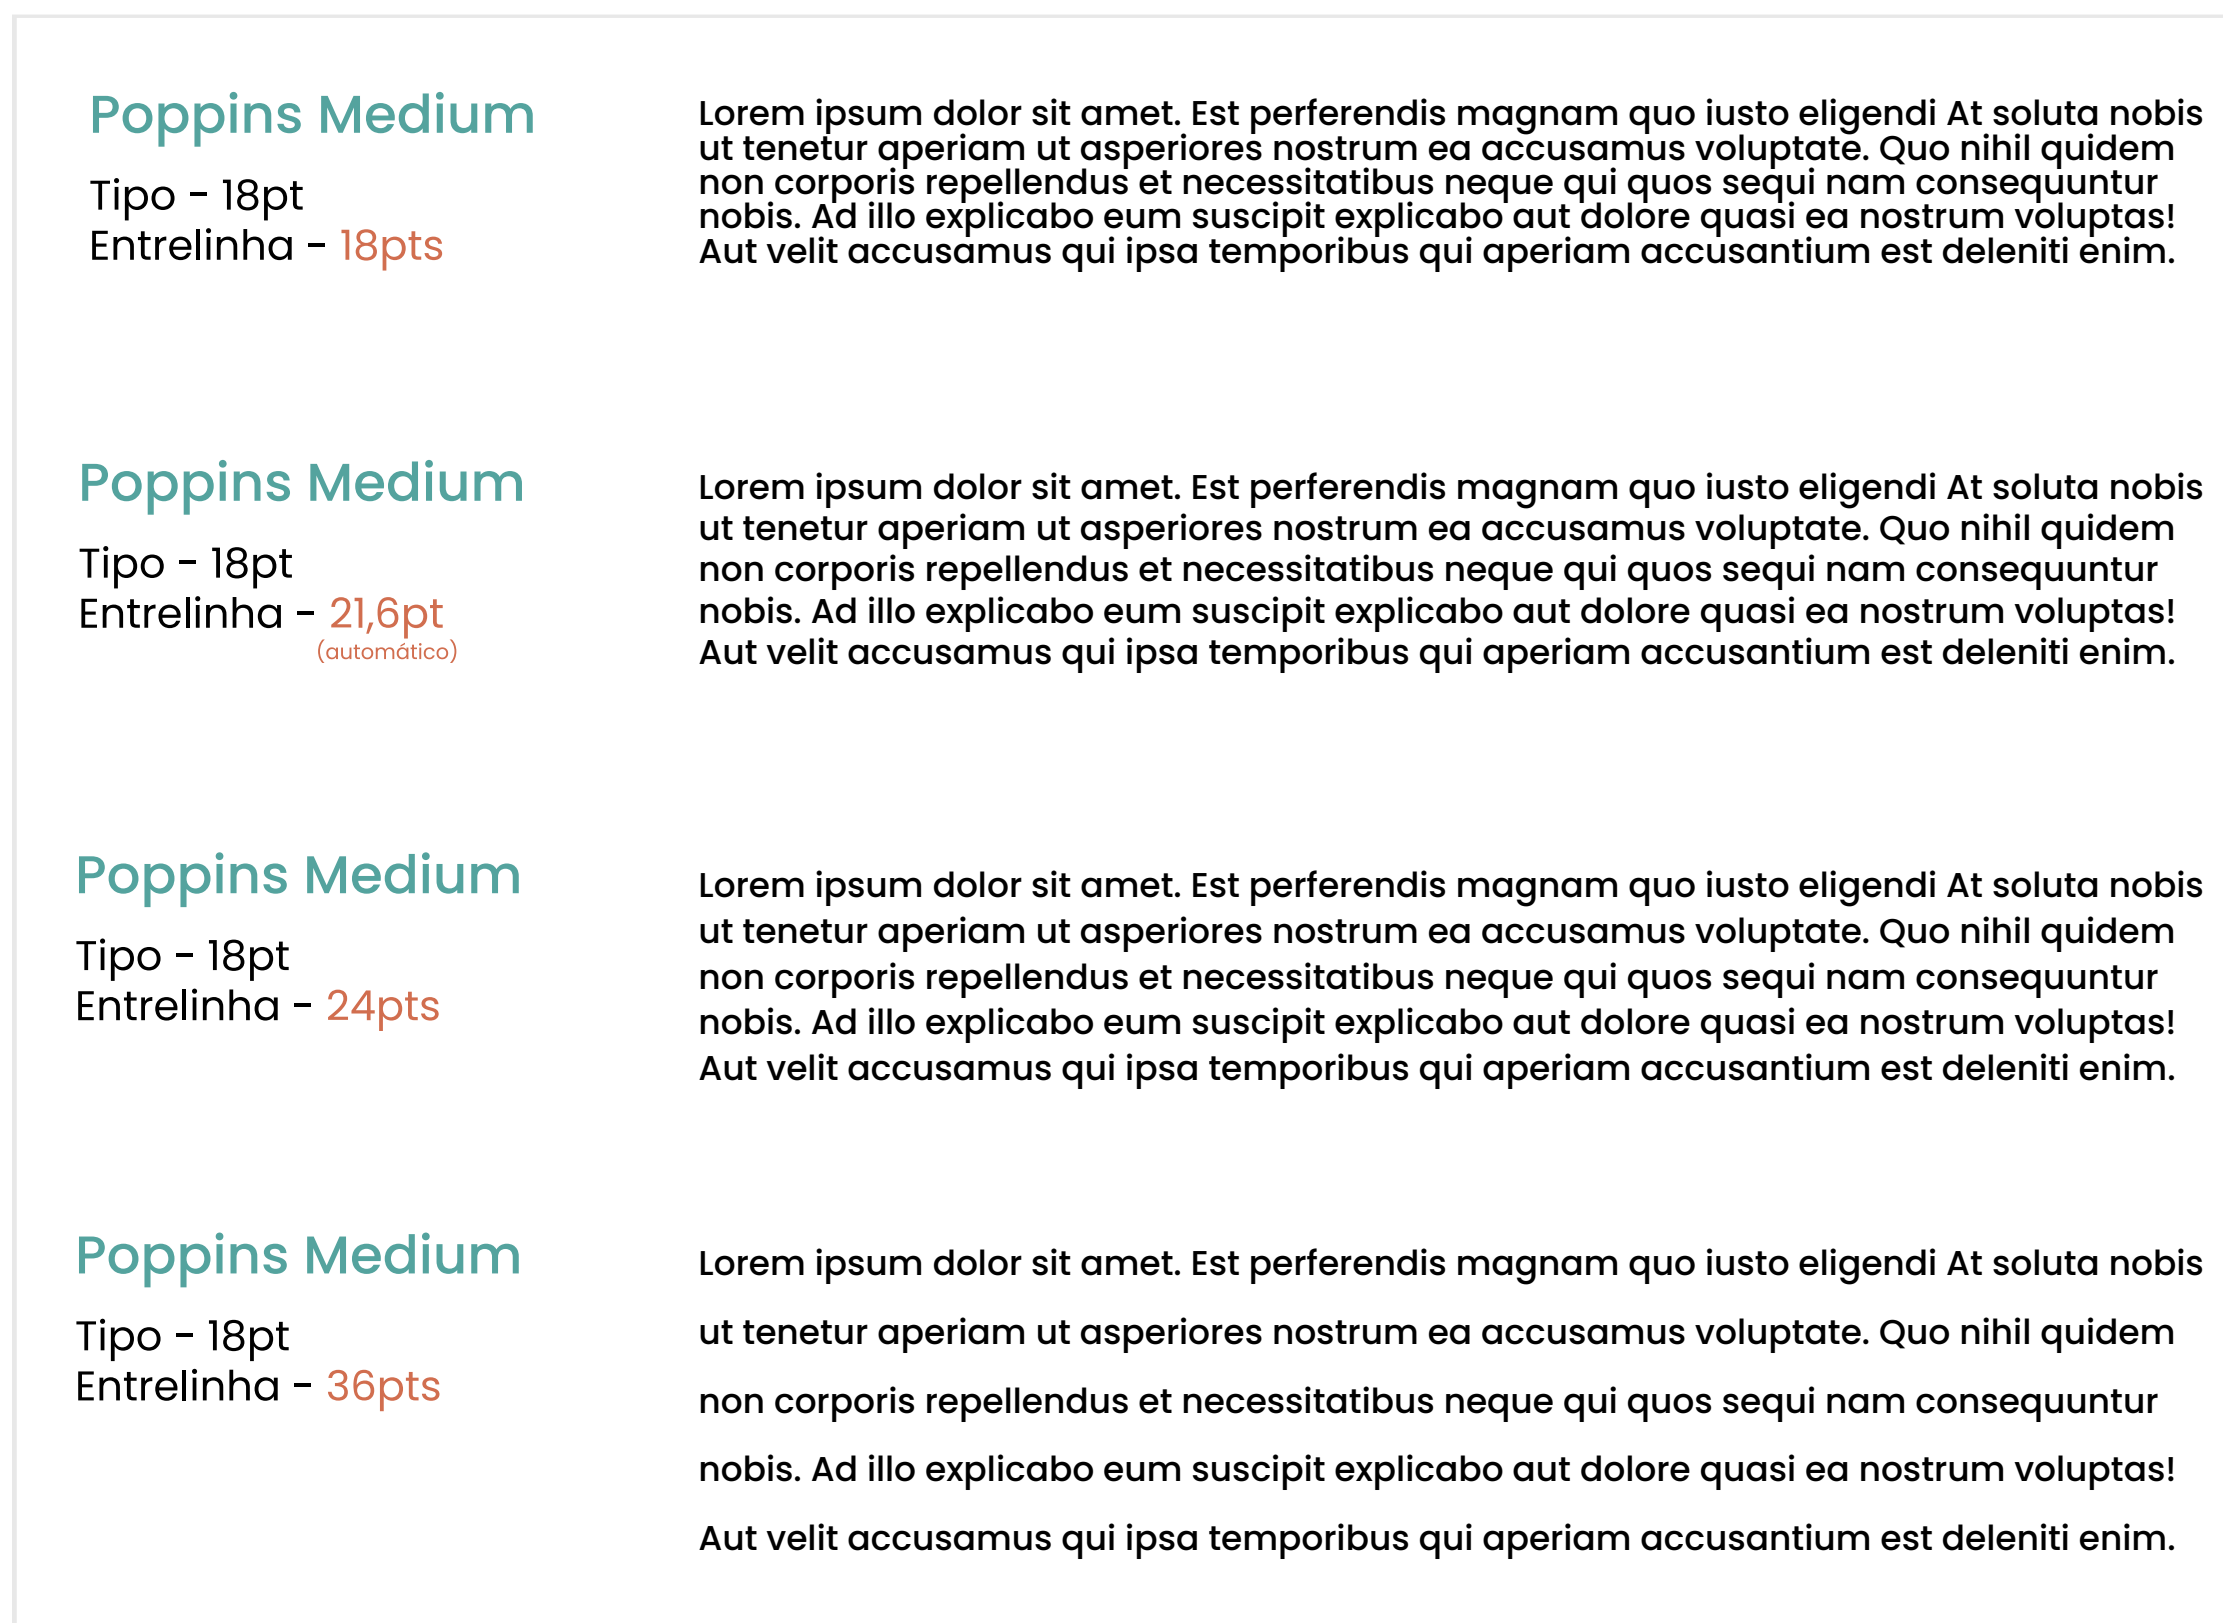 Poppins Medium
Tipo - 18pt
Entrelinha - 18pts
Lorem ipsum dolor sit amet. Est perferendis magnam quo iusto eligendi At soluta nobis
ut tenetur aperiam ut asperiores nostrum ea accusamus voluptate. Quo nihil quidem
non corporis repellendus et necessitatibus neque qui quos sequi nam consequuntur
nobis. Ad illo explicabo eum suscipit explicabo aut dolore quasi ea nostrum voluptas!
Aut velit accusamus qui ipsa temporibus qui aperiam accusantium est deleniti enim.
Poppins Medium
Tipo - 18pt
Entrelinha - 21,6pt
(automático)
Lorem ipsum dolor sit amet. Est perferendis magnam quo iusto eligendi At soluta nobis
ut tenetur aperiam ut asperiores nostrum ea accusamus voluptate. Quo nihil quidem
non corporis repellendus et necessitatibus neque qui quos sequi nam consequuntur
nobis. Ad illo explicabo eum suscipit explicabo aut dolore quasi ea nostrum voluptas!
Aut velit accusamus qui ipsa temporibus qui aperiam accusantium est deleniti enim.
Poppins Medium
Tipo - 18pt
Entrelinha - 24pts
Lorem ipsum dolor sit amet. Est perferendis magnam quo iusto eligendi At soluta nobis
ut tenetur aperiam ut asperiores nostrum ea accusamus voluptate. Quo nihil quidem
non corporis repellendus et necessitatibus neque qui quos sequi nam consequuntur
nobis. Ad illo explicabo eum suscipit explicabo aut dolore quasi ea nostrum voluptas!
Aut velit accusamus qui ipsa temporibus qui aperiam accusantium est deleniti enim.
Poppins Medium
Tipo - 18pt
Entrelinha - 36pts
Lorem ipsum dolor sit amet. Est perferendis magnam quo iusto eligendi At soluta nobis
ut tenetur aperiam ut asperiores nostrum ea accusamus voluptate. Quo nihil quidem
non corporis repellendus et necessitatibus neque qui quos sequi nam consequuntur
nobis. Ad illo explicabo eum suscipit explicabo aut dolore quasi ea nostrum voluptas!
Aut velit accusamus qui ipsa temporibus qui aperiam accusantium est deleniti enim.